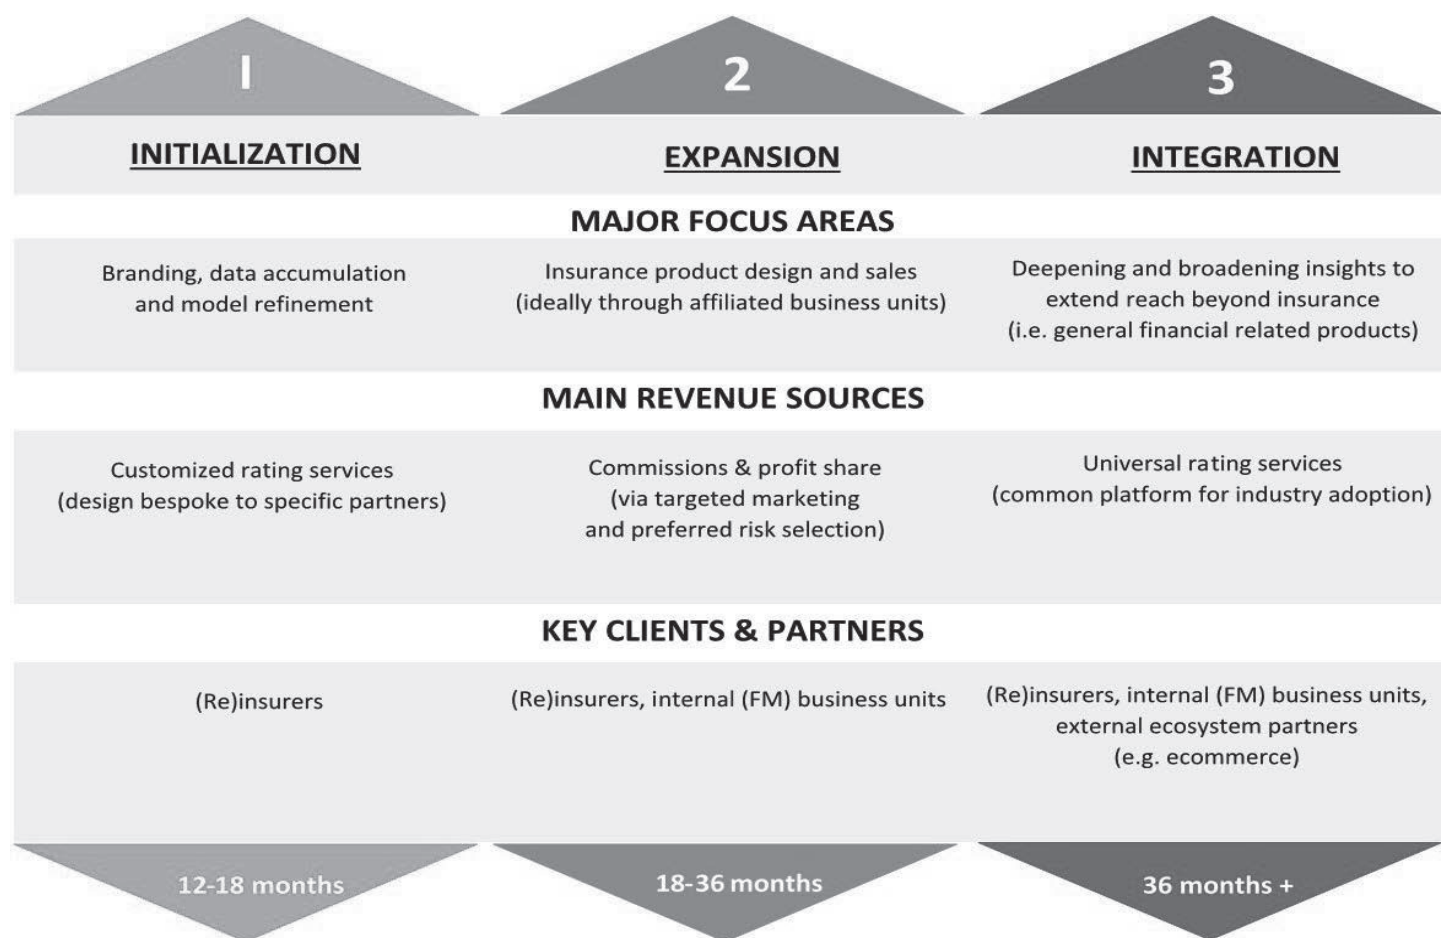 1
2
3
INITIALIZATION
EXPANSION
INTEGRATION
MAJOR FOCUS AREAS
Branding, data accumulation
and model refinement
Insurance product design and sales
(ideally through affiliated business units)
Deepening and broadening insights to
extend reach beyond insurance
(i.e. general financial related products)
MAIN REVENUE SOURCES
Customized rating services
(design bespoke to specific partners)
Commissions & profit share
(via targeted marketing
and preferred risk selection)
Universal rating services
(common platform for industry adoption)
KEY CLIENTS & PARTNERS
(Re)insurers
(Re)insurers, internal (FM) business units
(Re)insurers, internal (FM) business units,
external ecosystem partners
(e.g. ecommerce)
12-18 months
18-36 months
36 months +